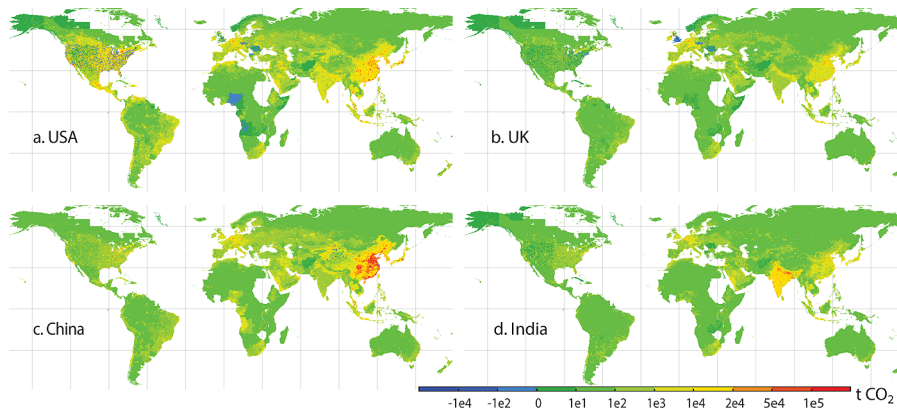 a. USA
b. UK
c. China
d. India
t CO₂
-1e4 -1e2 0 1e1 1e2 1e3 1e4 2e4 5e4 1e5